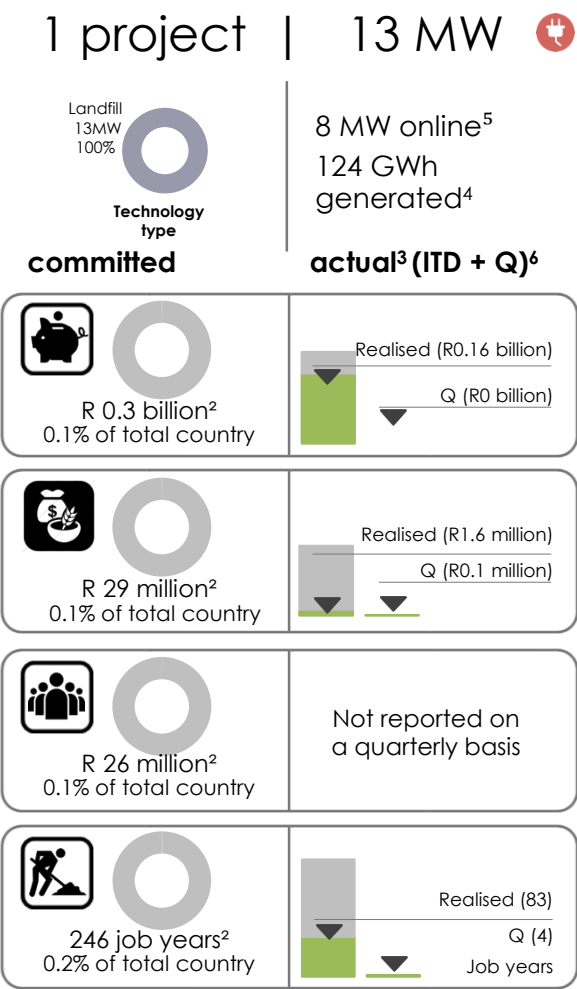 1 project | 13 MW
Landfill
13MW
100%
Technology
type
8 MW online⁵
124 GWh
generated⁴
committed
actual³ (ITD + Q)⁶
R 0.3 billion²
0.1% of total country
Realised (R0.16 billion)
Q (R0 billion)
$
R 29 million²
0.1% of total country
Realised (R1.6 million)
Q (R0.1 million)
R 26 million²
0.1% of total country
Not reported on
a quarterly basis
246 job years²
0.2% of total country
Realised (83)
Q (4)
Job years